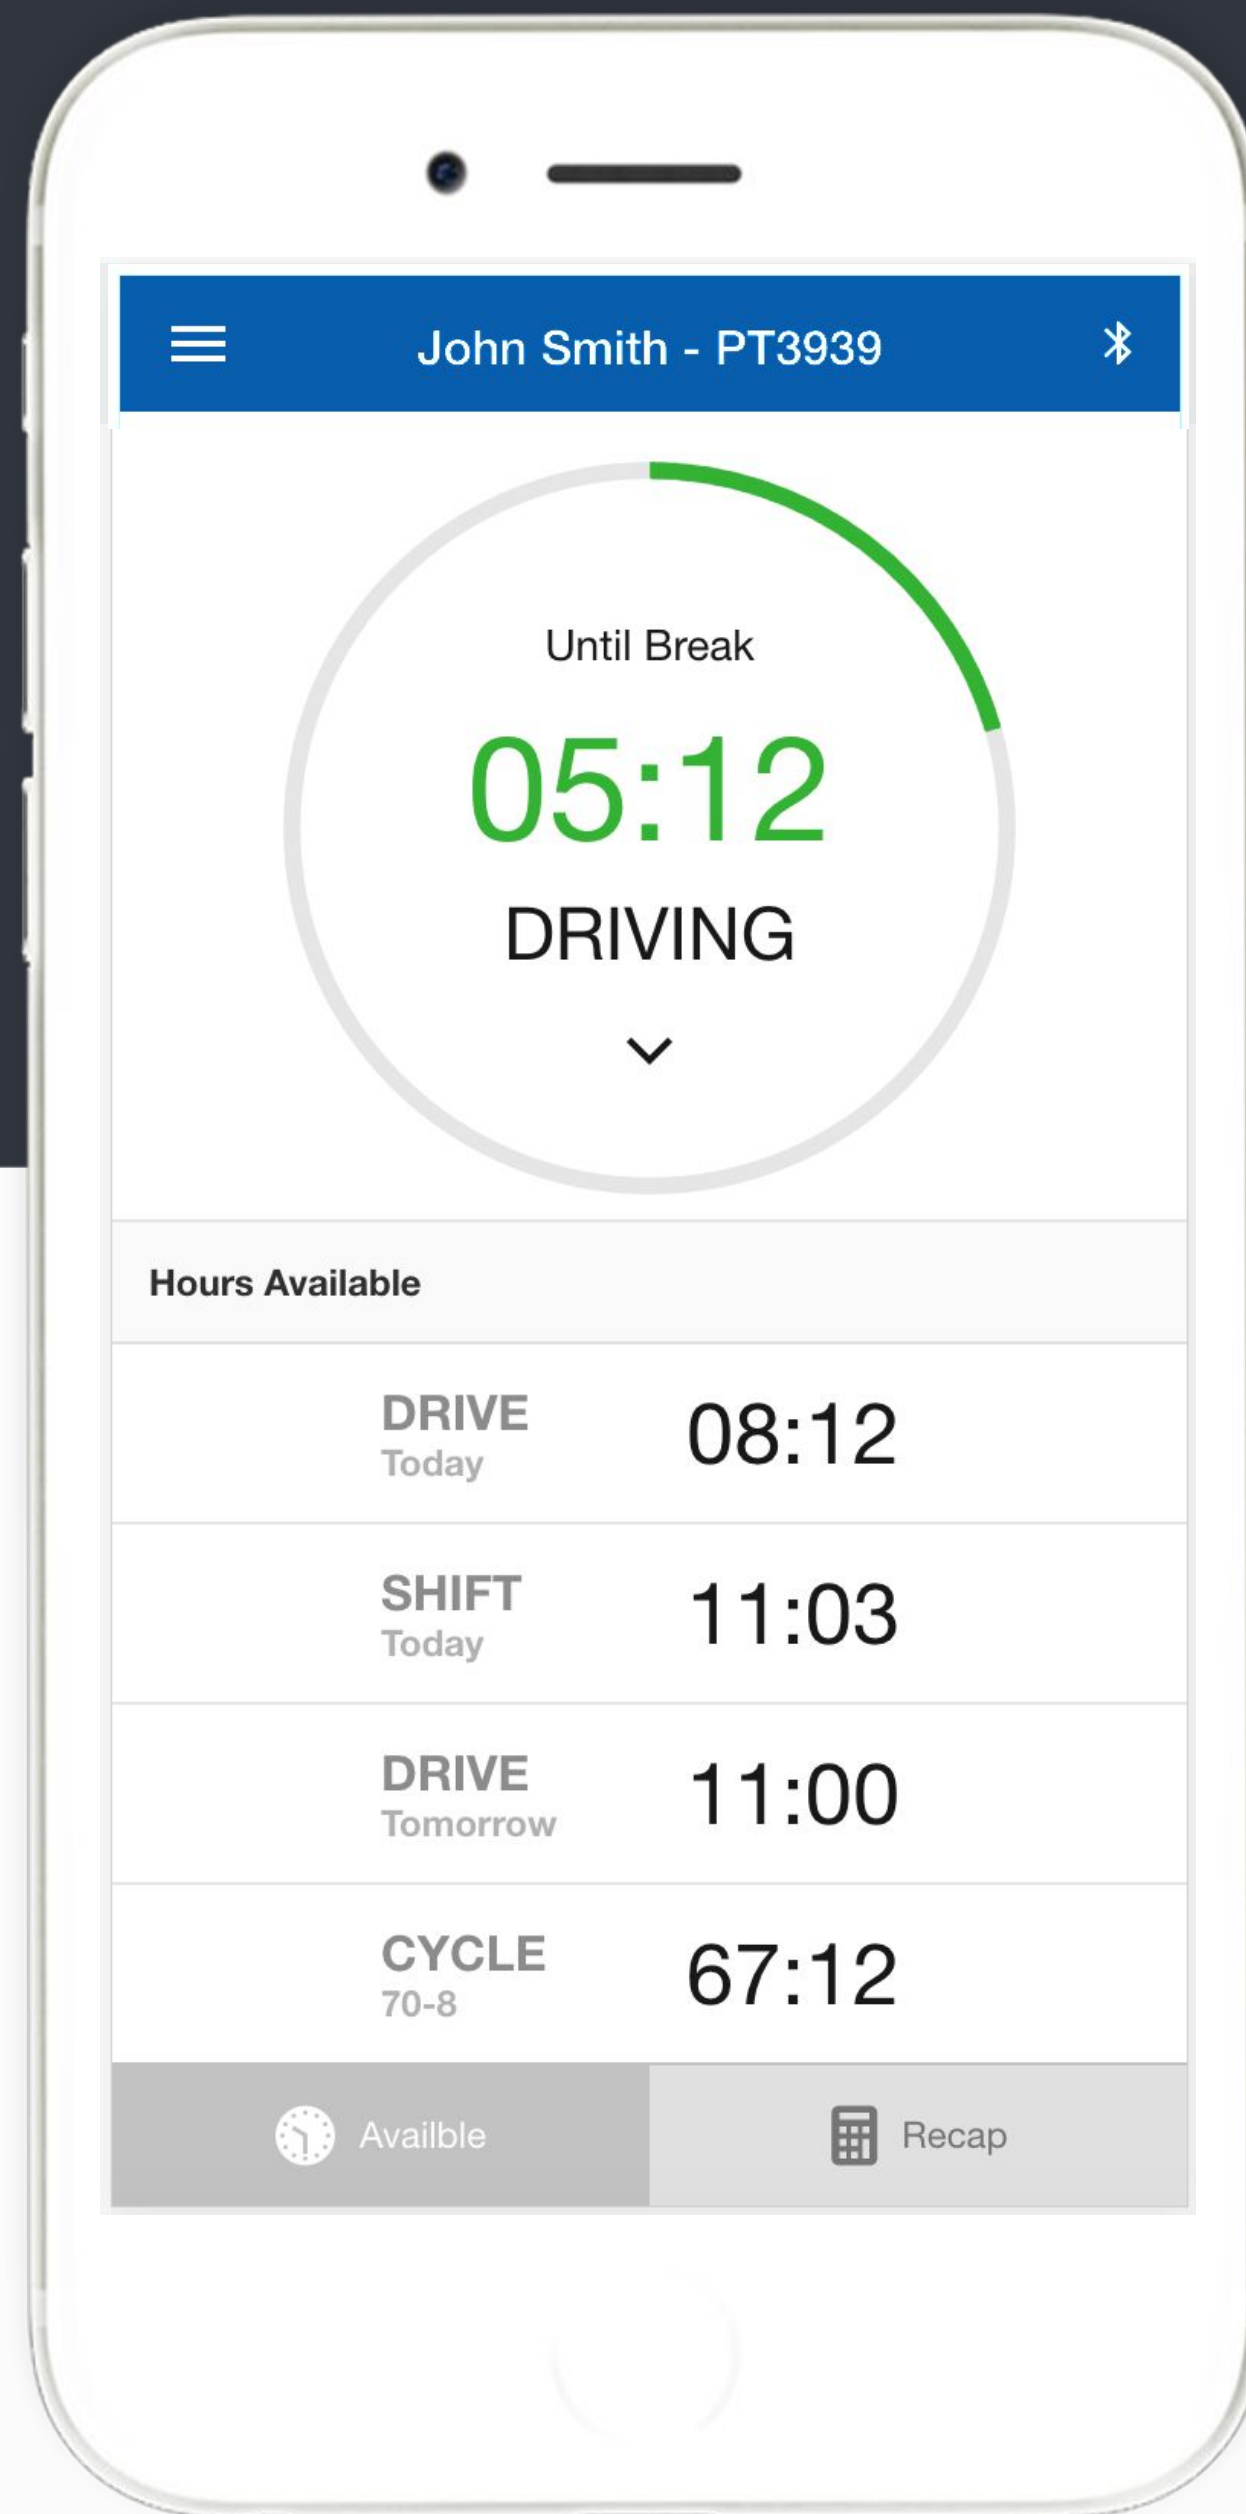 John Smith - PT3939
Until Break
05:12
DRIVING
Hours Available
DRIVE
Today
08:12
SHIFT
Today
11:03
DRIVE
Tomorrow
11:00
CYCLE
70-8
67:12
Availble
Recap